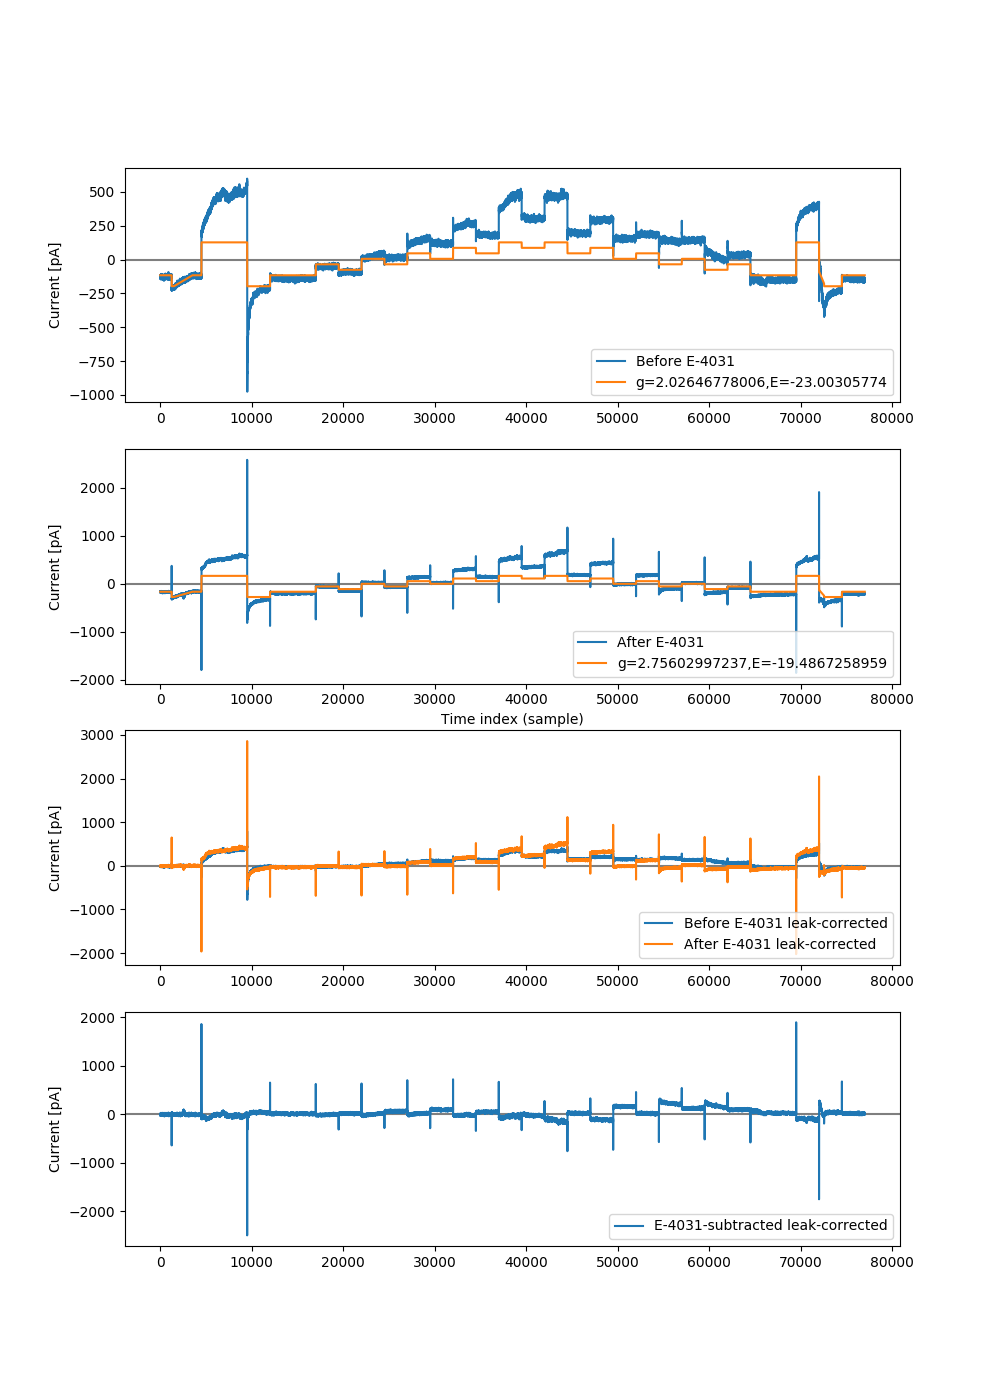 500
250
0
−250
−500
−750
−1000
Current [pA]
Before E-4031
g=2.02646778006,E=-23.00305774
0 10000 20000 30000 40000 50000 60000 70000 80000
2000
1000
0
−1000
−2000
Current [pA]
After E-4031
g=2.75602997237,E=-19.4867258959
0 10000 20000 30000 40000 50000 60000 70000 80000
Time index (sample)
3000
2000
1000
0
−1000
−2000
Current [pA]
Before E-4031 leak-corrected
After E-4031 leak-corrected
0 10000 20000 30000 40000 50000 60000 70000 80000
2000
1000
0
−1000
−2000
Current [pA]
E-4031-subtracted leak-corrected
0 10000 20000 30000 40000 50000 60000 70000 80000